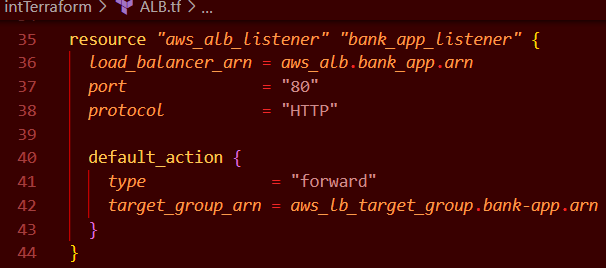 intTerraform > ALB.tf > ...
35 resource "aws_alb_listener" "bank_app_listener" {
36 load_balancer_arn = aws_alb.bank_app.arn
37 port = "80"
38 protocol = "HTTP"
39
40 default_action {
41 type = "forward"
42 target_group_arn = aws_lb_target_group.bank-app.arn
43 }
44 }